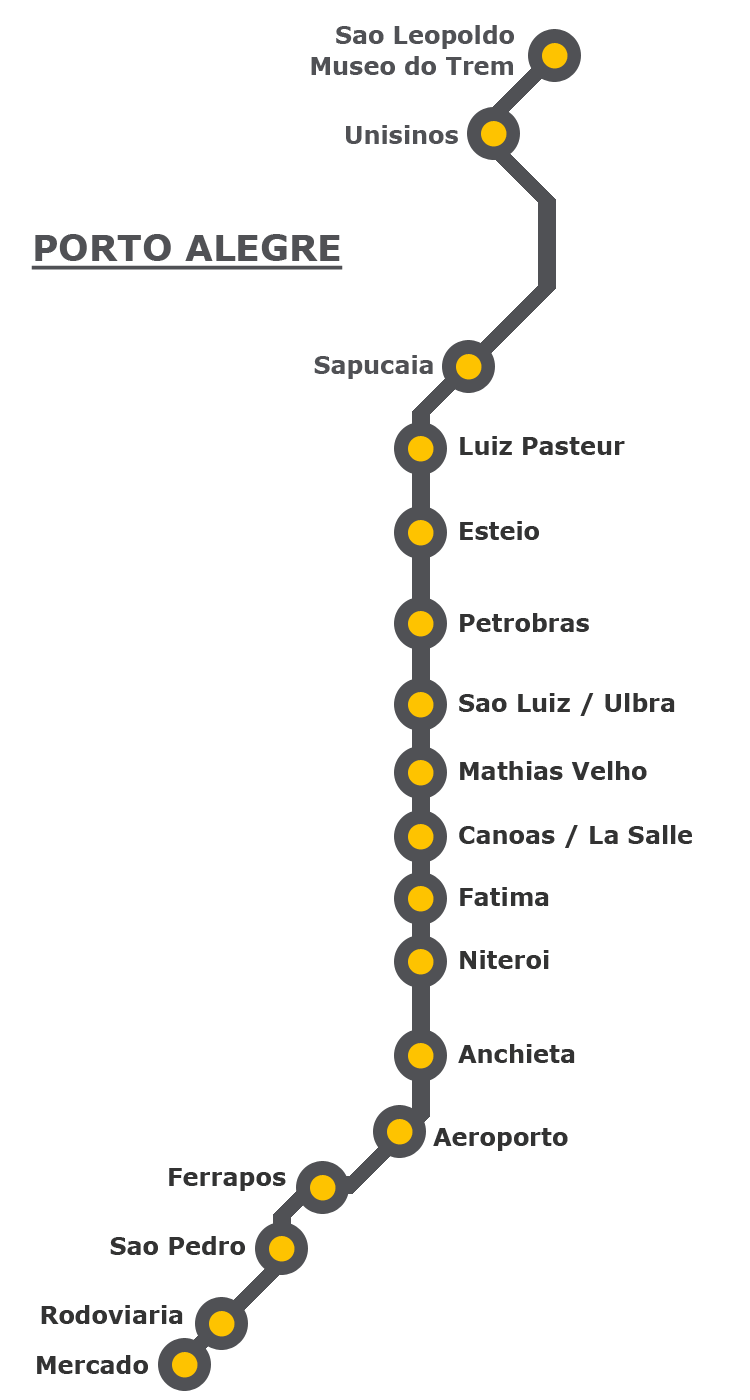 Sao Leopoldo
Museo do Trem
Unisinos
PORTO ALEGRE
Sapucaia
Luiz Pasteur
Esteio
Petrobras
Sao Luiz / Ulbra
Mathias Velho
Canoas / La Salle
Fatima
Niteroi
Anchieta
Aeroporto
Ferrapos
Sao Pedro
Rodoviaria
Mercado